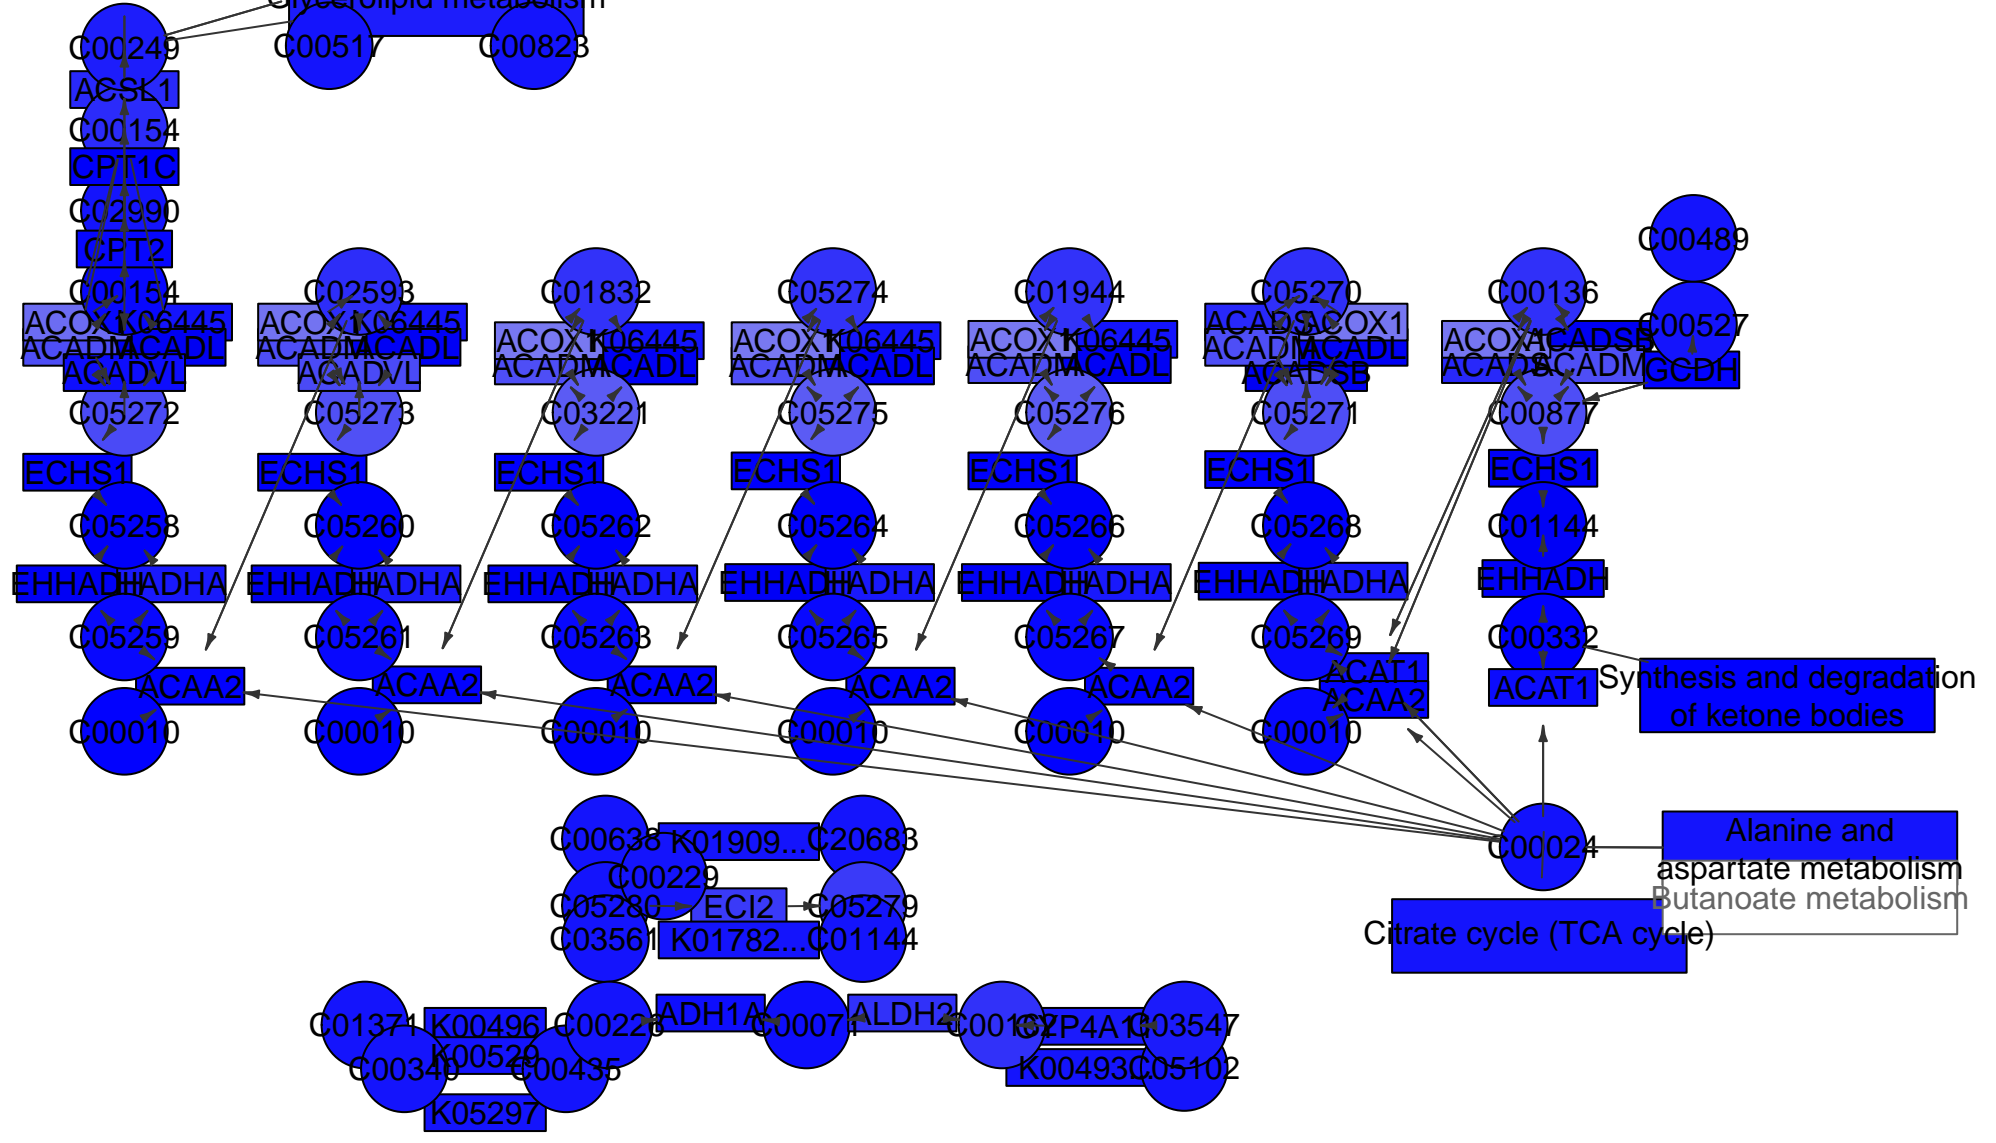 Glycerolipid metabolism
C00249
C00517
C00823
ACSL1
C00154
CPT1C
C02990
CPT2
C00489
C00154
C02593
C01832
C05274
C01944
C05270
C00136
C00527
ACOX1
K06445
ACOX1
K06445
ACOX1
K06445
ACOX1
K06445
ACOX1
K06445
ACADS
ACOX1
ACOX1
ACADSB
ACADM
ACADL
ACADM
ACADL
ACADM
ACADL
ACADM
ACADL
ACADM
ACADL
ACADM
ACADL
ACADS
ACADM
GCDH
ACADVL
ACADVL
ACADSB
C05272
C05273
C03221
C05275
C05276
C05271
C00877
ECHS1
ECHS1
ECHS1
ECHS1
ECHS1
ECHS1
ECHS1
C05258
C05260
C05262
C05264
C05266
C05268
C01144
EHHADH
HADHA
EHHADH
HADHA
EHHADH
HADHA
EHHADH
HADHA
EHHADH
HADHA
EHHADH
HADHA
EHHADH
C05259
C05261
C05263
C05265
C05267
C05269
C00332
ACAA2
ACAA2
ACAA2
ACAA2
ACAA2
ACAT1
ACAA2
ACAT1
Synthesis and degradation
of ketone bodies
C00010
C00010
C00010
C00010
C00010
C00010
C00638
K01909...
C20683
C00024
Alanine and
aspartate metabolism
Butanoate metabolism
C00229
C05280
ECI2
C05279
C03561
K01782...
C01144
Citrate cycle (TCA cycle)
C01371
K00496
C00226
ADH1A
C00071
ALDH2
C00162
C03547
C00340
K00529
C00435
K00493...
C05102
K05297